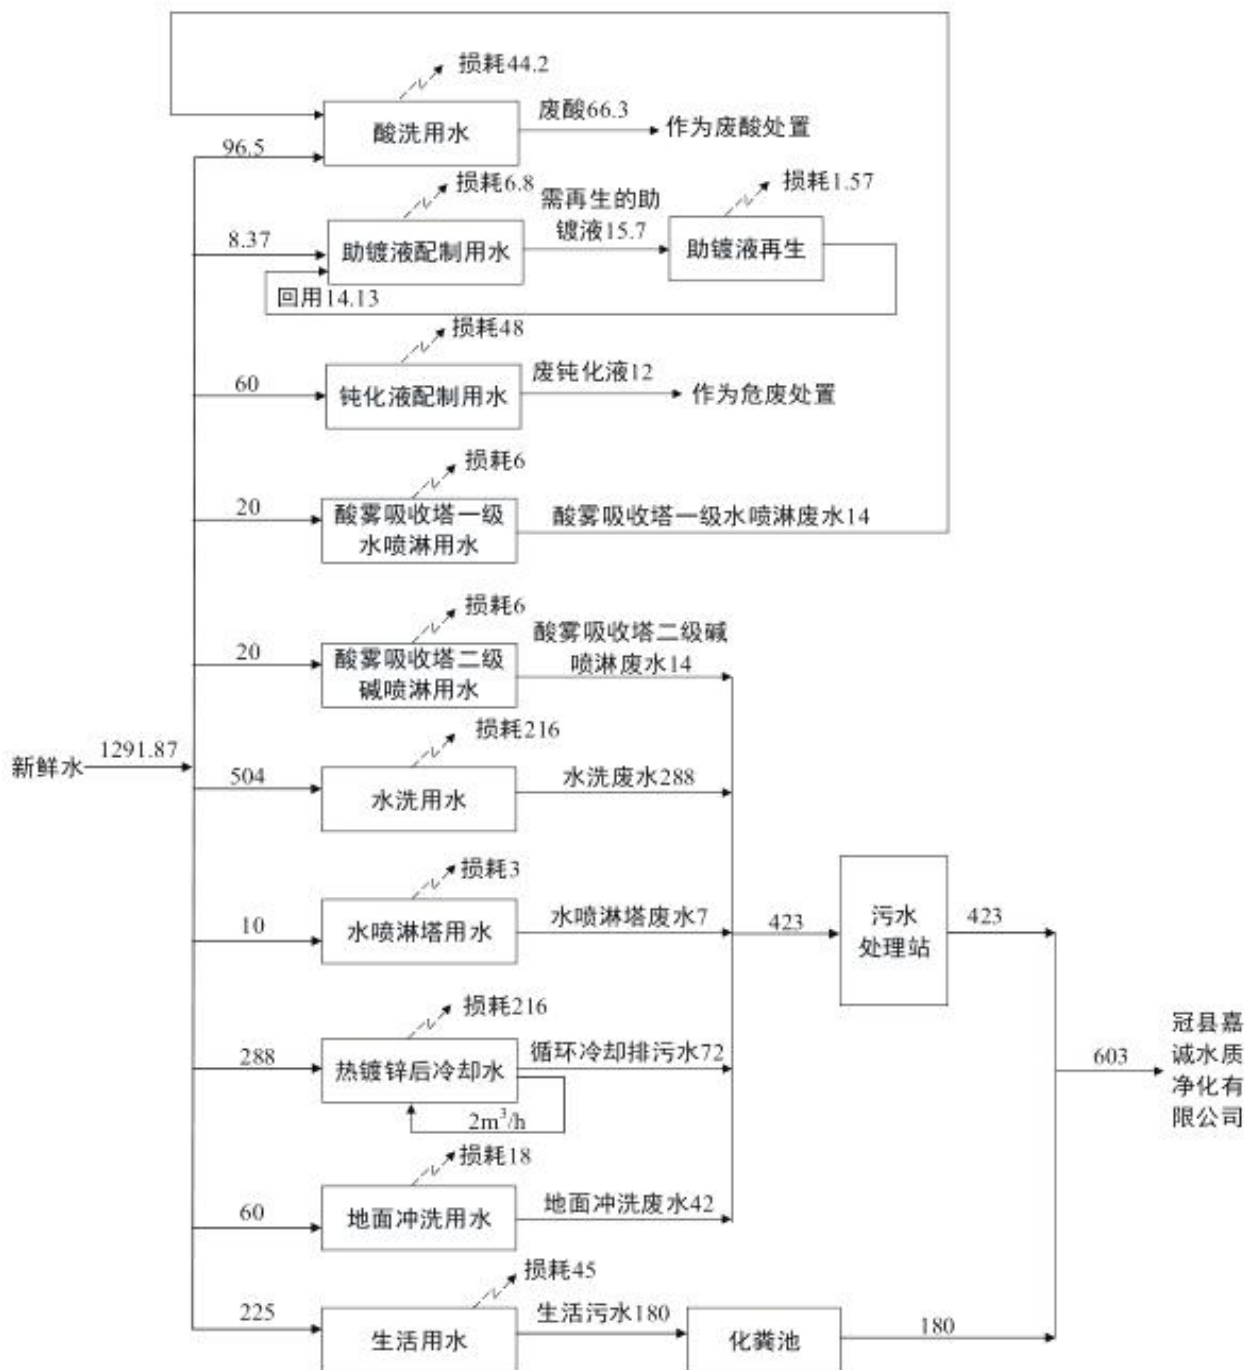 损耗44.2
废酸66.3
酸洗用水
作为废酸处置
96.5
损耗6.8
需再生的助
镀液15.7
损耗1.57
8.37
助镀液配制用水
助镀液再生
回用14.13
损耗48
60
钝化液配制用水
废钝化液12
作为危废处置
损耗6
20
酸雾吸收塔一级
水喷淋用水
酸雾吸收塔一级水喷淋废水14
损耗6
20
酸雾吸收塔二级
碱喷淋用水
酸雾吸收塔二级碱
喷淋废水14
新鲜水
1291.87
损耗216
504
水洗用水
水洗废水288
损耗3
10
水喷淋塔用水
水喷淋塔废水7
423
污水
处理站
423
损耗216
288
热镀锌后冷却水
循环冷却排污水72
2m³/h
603
冠县嘉
诚水质
净化有
限公司
损耗18
60
地面冲洗用水
地面冲洗废水42
损耗45
225
生活用水
生活污水180
化粪池
180